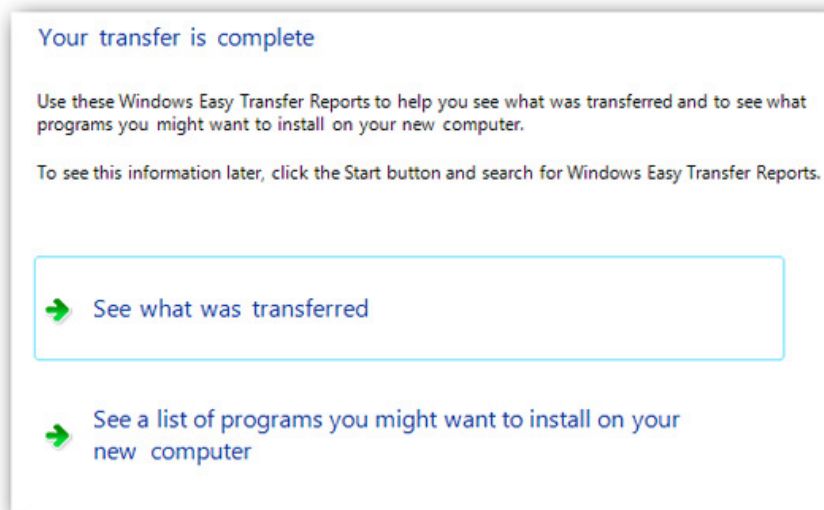 Your transfer is complete
Use these Windows Easy Transfer Reports to help you see what was transferred and to see what
programs you might want to install on your new computer.
To see this information later, click the Start button and search for Windows Easy Transfer Reports.
See what was transferred
See a list of programs you might want to install on your
new computer